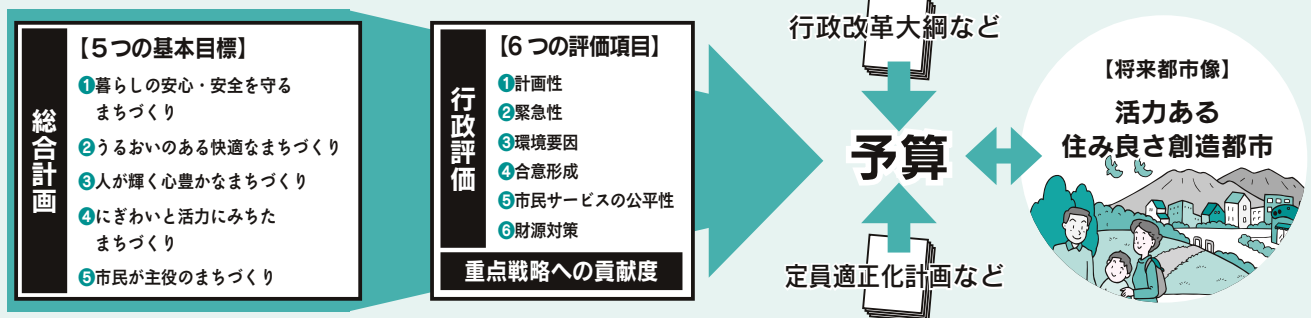 総合計画
【5つの基本目標】
❶暮らしの安心・安全を守る
まちづくり
❷うるおいのある快適なまちづくり
❸人が輝く心豊かなまちづくり
❹にぎわいと活力にみちた
まちづくり
❺市民が主役のまちづくり
行政評価
【6つの評価項目】
❶計画性
❷緊急性
❸環境要因
❹合意形成
❺市民サービスの公平性
❻財源対策
重点戦略への貢献度
行政改革大綱など
予算
定員適正化計画など
【将来都市像】
活力ある
住み良さ創造都市